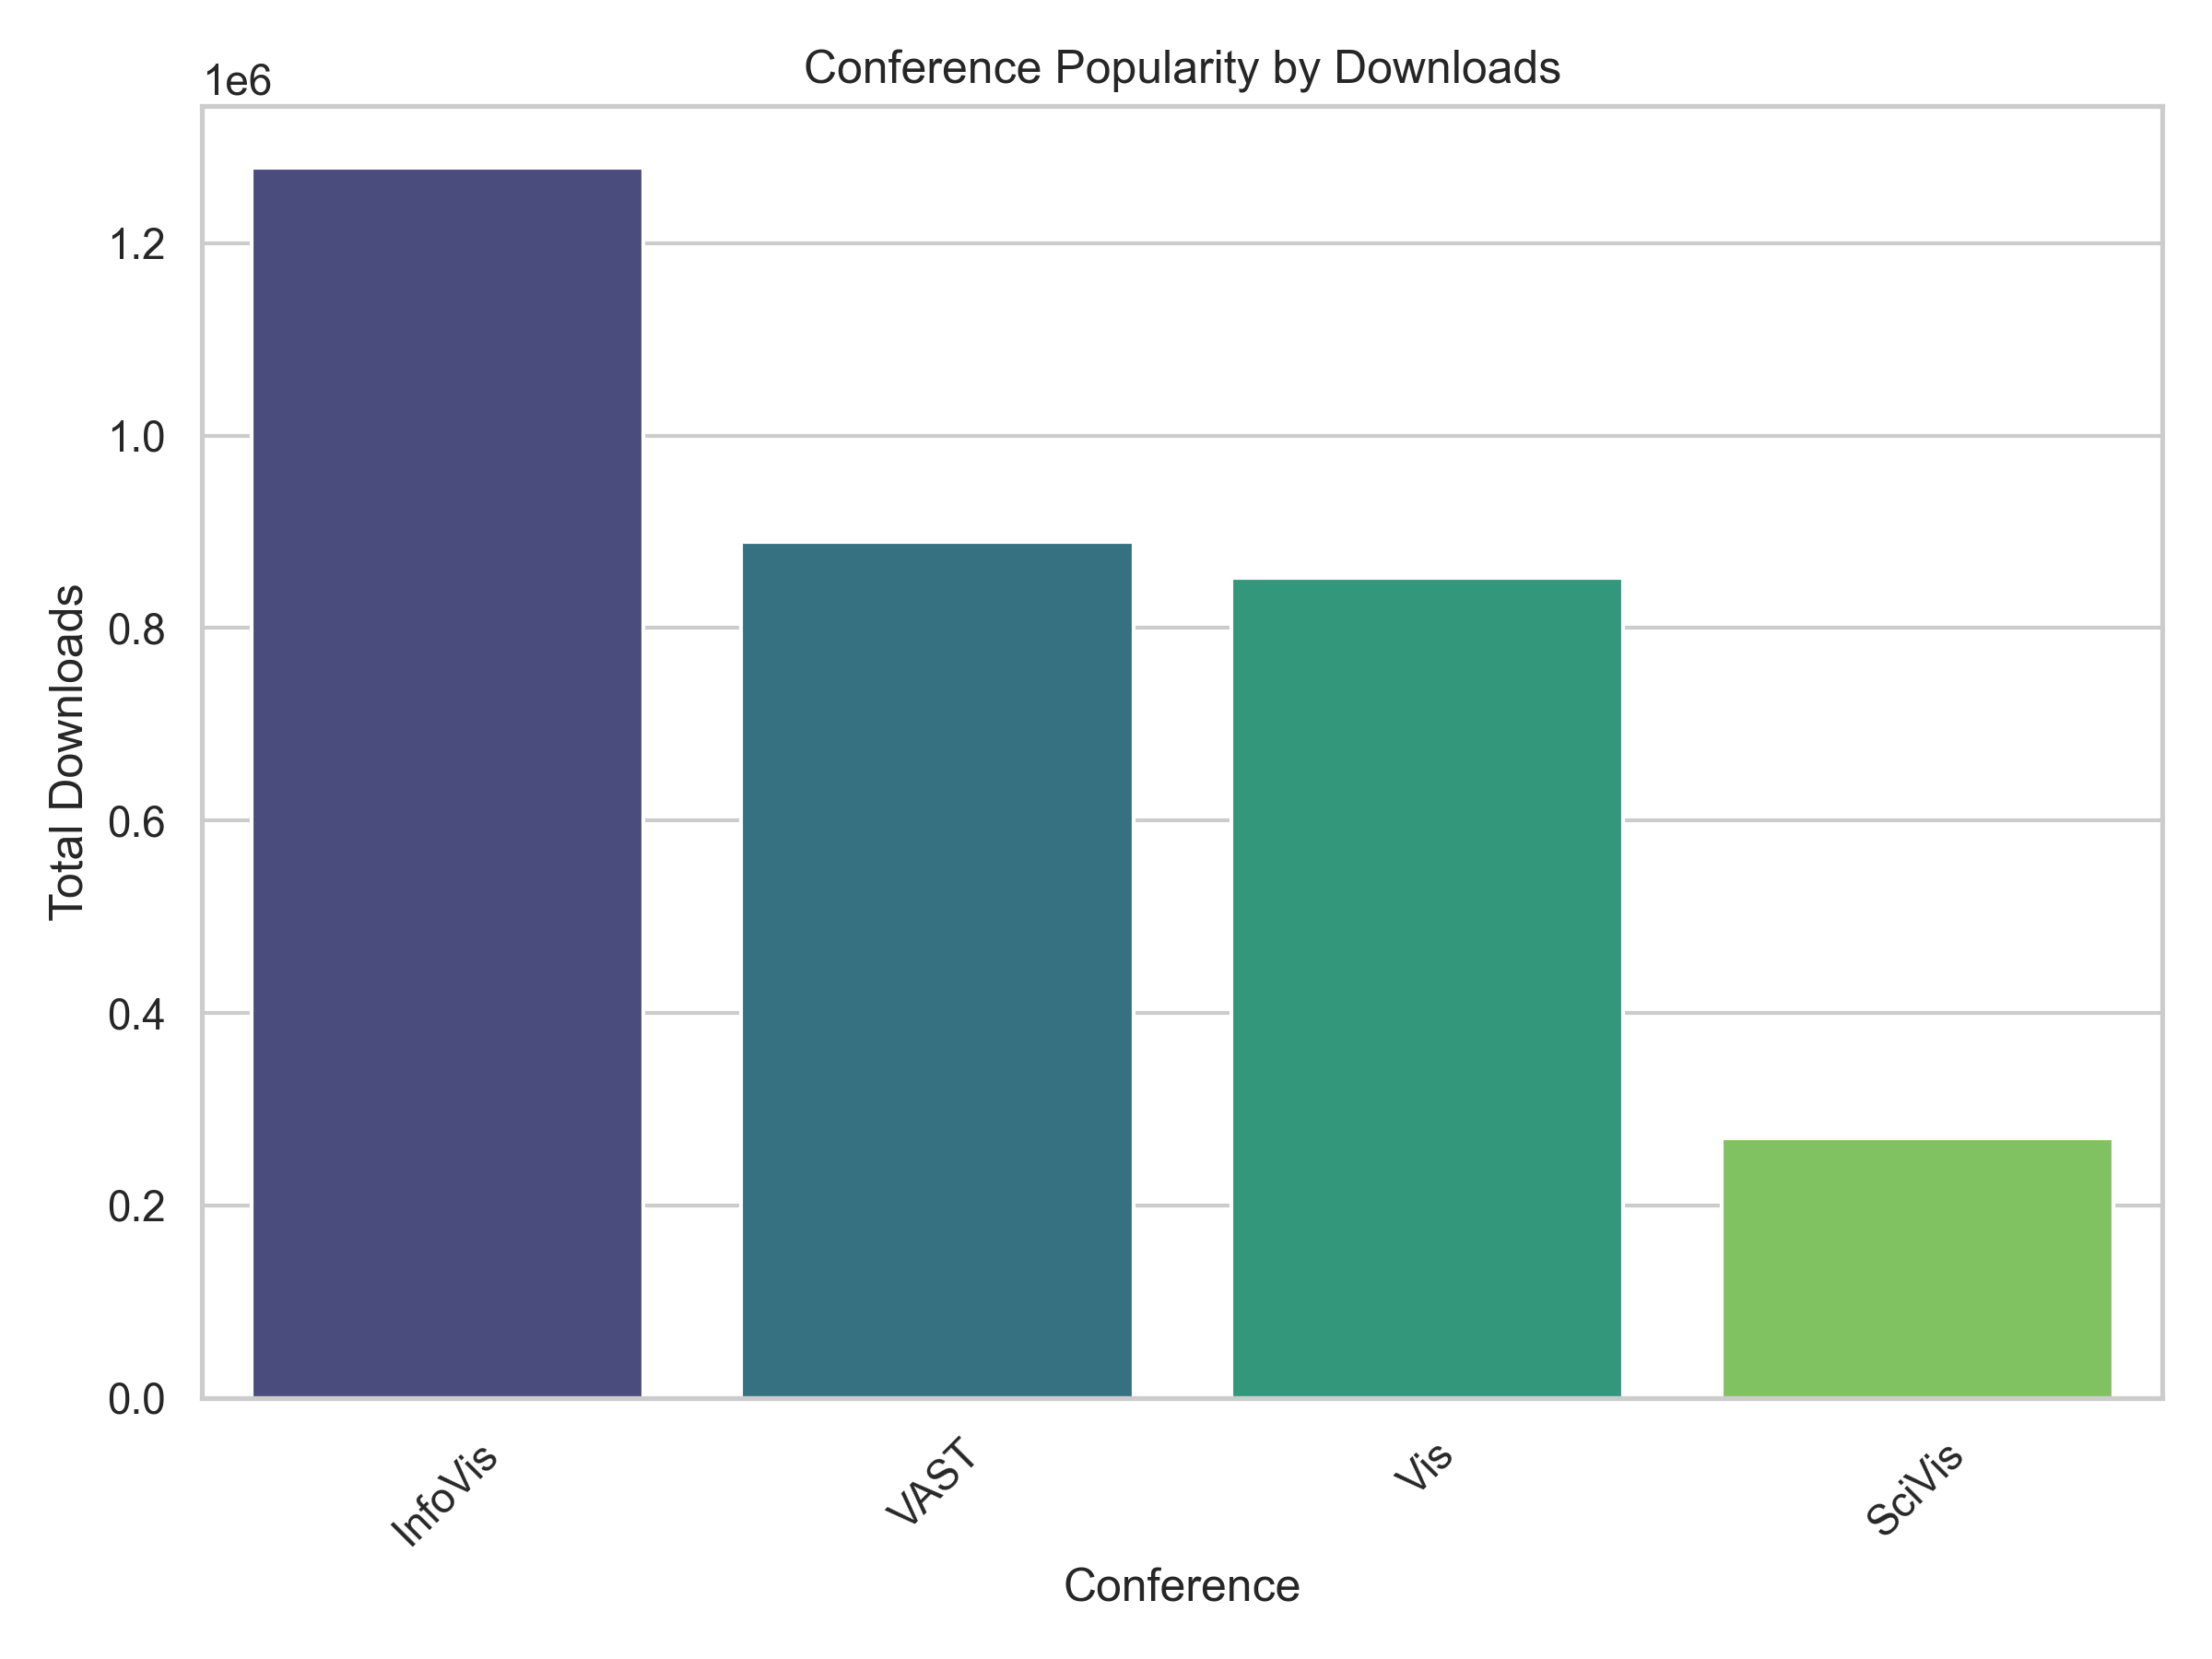 Conference Popularity by Downloads
1e6
1.2
1.0
0.8
0.6
0.4
0.2
0.0
Total Downloads
InfoVis
VAST
Vis
SciVis
Conference